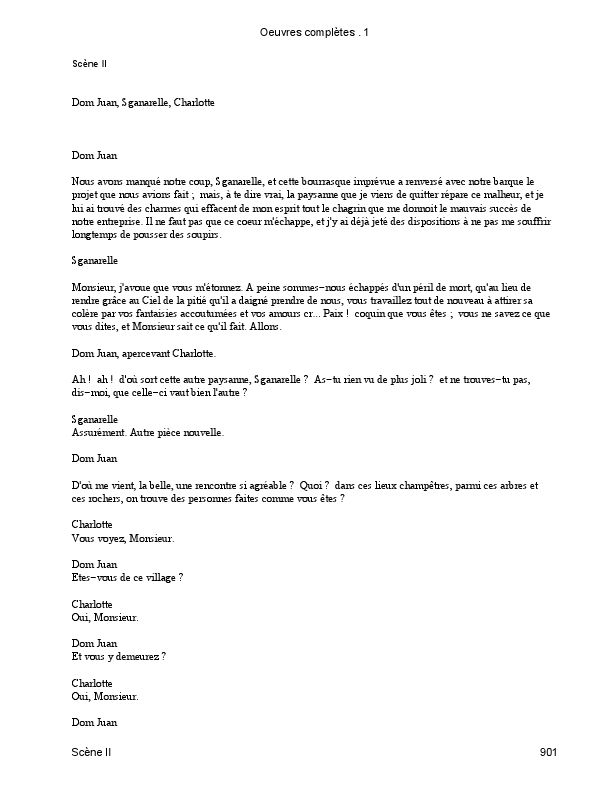 Oeuvres complètes . 1
Scène II
Dom Juan, Sganarelle, Charlotte
Dom Juan
Nous avons manqué notre coup, Sganarelle, et cette bourrasque imprévue a renversé avec notre barque le
projet que nous avions fait ; mais, à te dire vrai, la paysanne que je viens de quitter répare ce malheur, et je
lui ai trouvé des charmes qui effacent de mon esprit tout le chagrin que me donnoit le mauvais succès de
notre entreprise. Il ne faut pas que ce coeur m'échappe, et j'y ai déjà jeté des dispositions à ne pas me souffrir
longtemps de pousser des soupirs.
Sganarelle
Monsieur, j'avoue que vous m'étonnez. A peine sommes-nous échappés d'un péril de mort, qu'au lieu de
rendre grâce au Ciel de la pitié qu'il a daigné prendre de nous, vous travaillez tout de nouveau à attirer sa
colère par vos fantaisies accoutumées et vos amours cr... Paix ! coquin que vous êtes ; vous ne savez ce que
vous dites, et Monsieur sait ce qu'il fait. Allons.
Dom Juan, apercevant Charlotte.
Ah ! ah ! d'où sort cette autre paysanne, Sganarelle ? As-tu rien vu de plus joli ? et ne trouves-tu pas,
dis-moi, que celle-ci vaut bien l'autre ?
Sganarelle
Assurément. Autre pièce nouvelle.
Dom Juan
D'où me vient, la belle, une rencontre si agréable ? Quoi ? dans ces lieux champêtres, parmi ces arbres et
ces rochers, on trouve des personnes faites comme vous êtes ?
Charlotte
Vous voyez, Monsieur.
Dom Juan
Etes-vous de ce village ?
Charlotte
Oui, Monsieur.
Dom Juan
Et vous y demeurez ?
Charlotte
Oui, Monsieur.
Dom Juan
Scène II
901